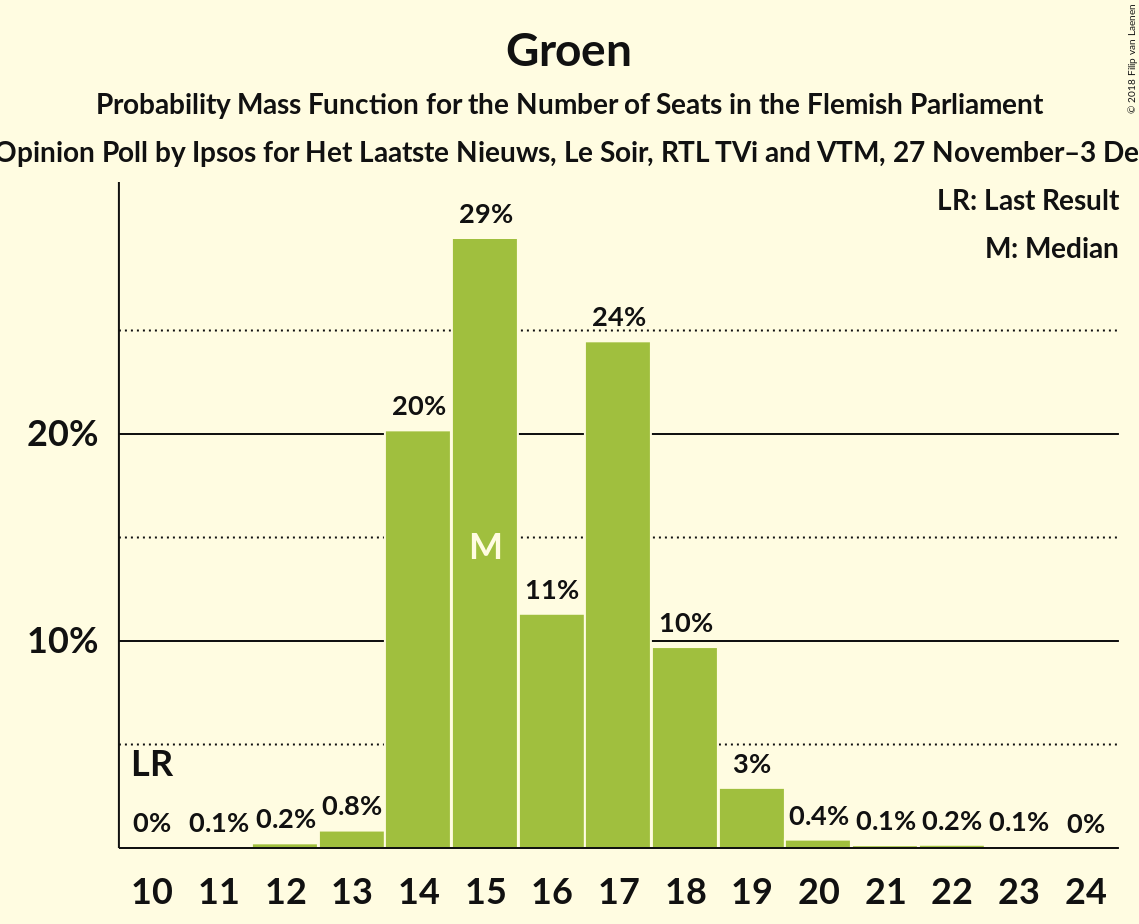 Groen
Probability Mass Function for the Number of Seats in the Flemish Parliament
Opinion Poll by Ipsos for Het Laatste Nieuws, Le Soir, RTL TVi and VTM, 27 November–3 De
© 2018 Filip van Laenen
LR: Last Result
M: Median
29%
24%
20%
20%
M
11%
10%
10%
LR
3%
0% 0.1% 0.2% 0.8% 0.4% 0.1% 0.2% 0.1% 0%
10 11 12 13 14 15 16 17 18 19 20 21 22 23 24